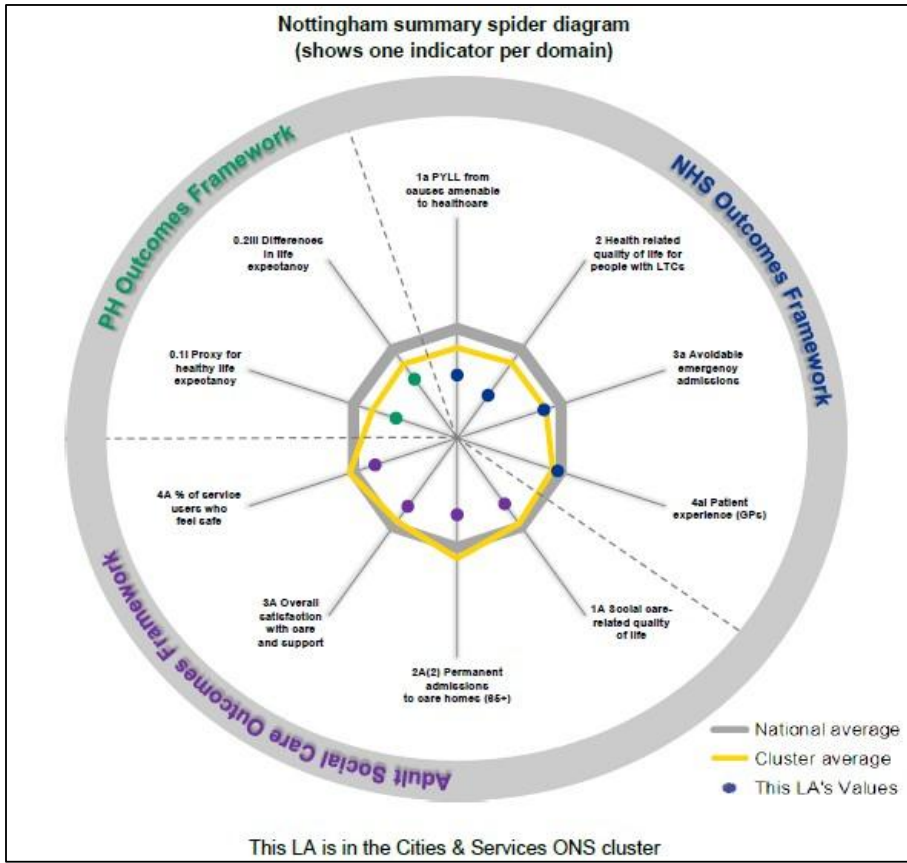 Nottingham summary spider diagram
(shows one indicator per domain)
PH Outcomes Framework
NHS Outcomes Framework
1a PYLL from
causes amenable
to healthcare
0.2III Differences
in life
expectancy
2 Health related
quality of life for
people with LTCs
0.1I Proxy for
healthy life
expectancy
3a Avoidable
emergency
admissions
4A % of service
users who
feel safe
4aI Patient
experience (GPs)
3A Overall
satisfaction
with care
and support
1A Social care-
related quality
of life
2A(2) Permanent
admissions
to care homes (65+)
Adult Social Care Outcomes Framework
National average
Cluster average
This LA's Values
This LA is in the Cities & Services ONS cluster